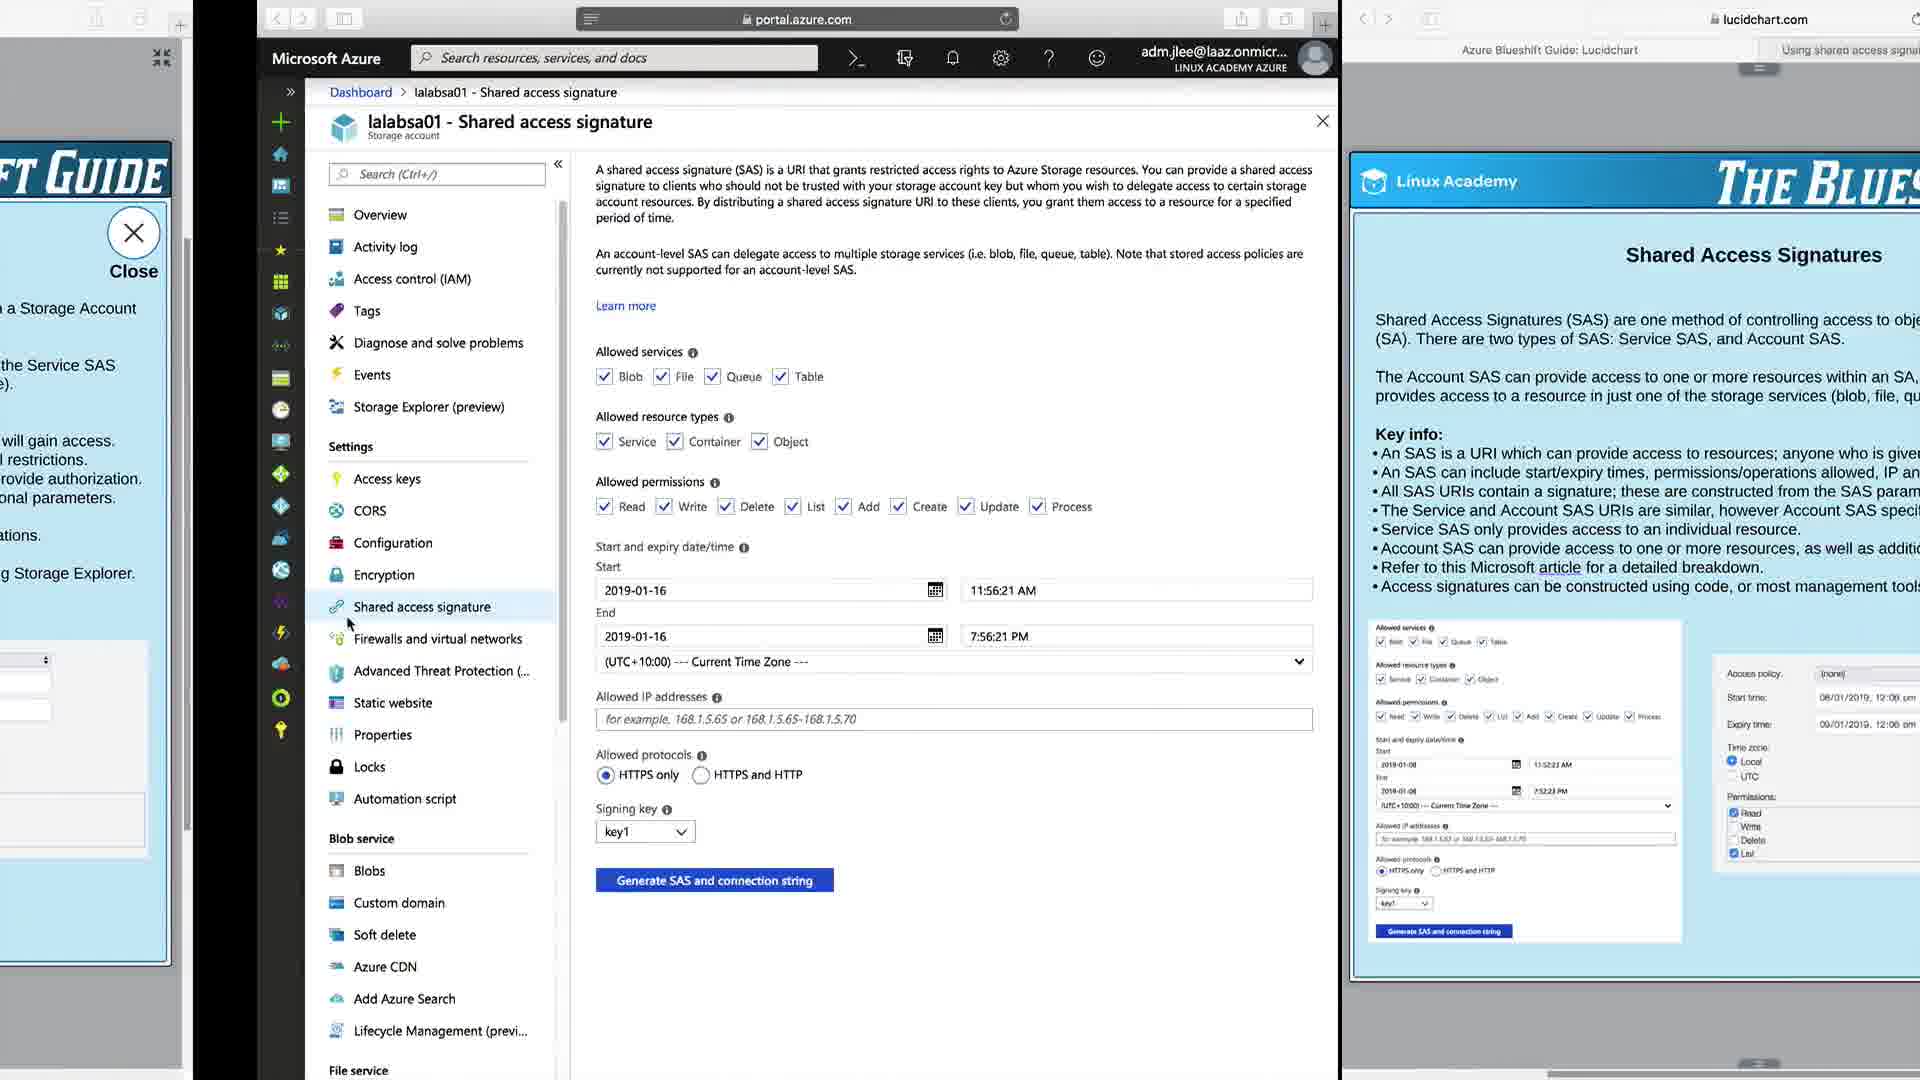 FT GUIDE
Close
a Storage Account
the Service SAS
e).
will gain access.
l restrictions.
rovide authorization.
onal parameters.
ations.
g Storage Explorer.
portal.azure.com
Microsoft Azure
Search resources, services, and docs
adm.jlee@laaz.onmicr...
LINUX ACADEMY AZURE
Dashboard > lalabsa01 - Shared access signature
lalabsa01 - Shared access signature
Storage account
Search (Ctrl+/)
Overview
Activity log
Access control (IAM)
Tags
Diagnose and solve problems
Events
Storage Explorer (preview)
Settings
Access keys
CORS
Configuration
Encryption
Shared access signature
Firewalls and virtual networks
Advanced Threat Protection (...
Static website
Properties
Locks
Automation script
Blob service
Blobs
Custom domain
Soft delete
Azure CDN
Add Azure Search
Lifecycle Management (previ...
File service
A shared access signature (SAS) is a URI that grants restricted access rights to Azure Storage resources. You can provide a shared access
signature to clients who should not be trusted with your storage account key but whom you wish to delegate access to certain storage
account resources. By distributing a shared access signature URI to these clients, you grant them access to a resource for a specified
period of time.
An account-level SAS can delegate access to multiple storage services (i.e. blob, file, queue, table). Note that stored access policies are
currently not supported for an account-level SAS.
Learn more
Allowed services
Blob File Queue Table
Allowed resource types
Service Container Object
Allowed permissions
Read Write Delete List Add Create Update Process
Start and expiry date/time
Start
2019-01-16 11:56:21 AM
End
2019-01-16 7:56:21 PM
(UTC+10:00) --- Current Time Zone ---
Allowed IP addresses
for example, 168.1.5.65 or 168.1.5.65-168.1.5.70
Allowed protocols
HTTPS only HTTPS and HTTP
Signing key
key1
Generate SAS and connection string
lucidchart.com
Azure Blueshift Guide: Lucidchart
Using shared access signa
Linux Academy
THE BLUES
Shared Access Signatures
Shared Access Signatures (SAS) are one method of controlling access to obje
(SA). There are two types of SAS: Service SAS, and Account SAS.
The Account SAS can provide access to one or more resources within an SA,
provides access to a resource in just one of the storage services (blob, file, qu
Key info:
• An SAS is a URI which can provide access to resources; anyone who is given
• An SAS can include start/expiry times, permissions/operations allowed, IP an
• All SAS URIs contain a signature; these are constructed from the SAS param
• The Service and Account SAS URIs are similar, however Account SAS specif
• Service SAS only provides access to an individual resource.
• Account SAS can provide access to one or more resources, as well as additio
• Refer to this Microsoft article for a detailed breakdown.
• Access signatures can be constructed using code, or most management tools
Allowed services
Blob File Queue Table
Allowed resource types
Service Container Object
Allowed permissions
Read Write Delete List Add Create Update Process
Start and expiry date/time
Start
2019-01-08 11:52:23 AM
End
2019-01-08 7:52:23 PM
(UTC+10:00) --- Current Time Zone ---
Allowed IP addresses
for example, 168.1.5.65 or 168.1.5.65-168.1.5.70
Allowed protocols
HTTPS only HTTPS and HTTP
Signing key
key1
Generate SAS and connection string
Access policy: (none)
Start time: 08/01/2019, 12:06 pm
Expiry time: 09/01/2019, 12:06 pm
Time zone:
Local
UTC
Permissions:
Read
Write
Delete
List